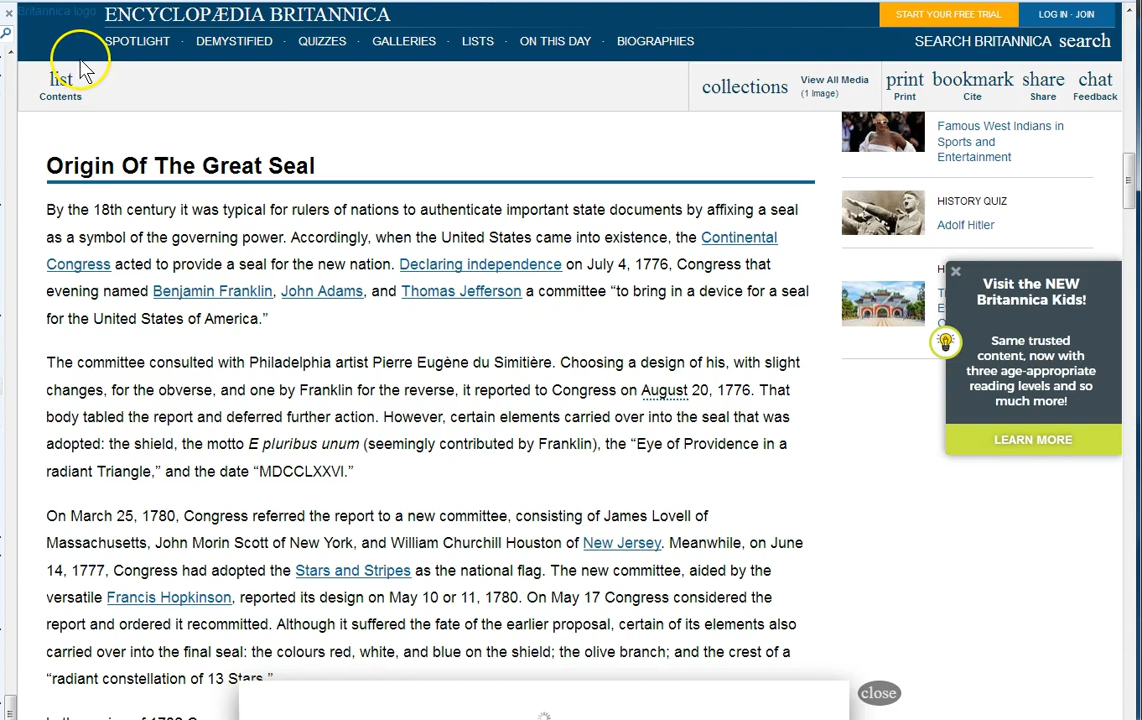 Britannica logo
ENCYCLOPÆDIA BRITANNICA
START YOUR FREE TRIAL
LOG IN · JOIN
SPOTLIGHT · DEMYSTIFIED · QUIZZES · GALLERIES · LISTS · ON THIS DAY · BIOGRAPHIES
SEARCH BRITANNICA search
list
Contents
collections
View All Media
(1 Image)
print
Print
bookmark
Cite
share
Share
chat
Feedback
Origin Of The Great Seal
By the 18th century it was typical for rulers of nations to authenticate important state documents by affixing a seal
as a symbol of the governing power. Accordingly, when the United States came into existence, the Continental
Congress acted to provide a seal for the new nation. Declaring independence on July 4, 1776, Congress that
evening named Benjamin Franklin, John Adams, and Thomas Jefferson a committee “to bring in a device for a seal
for the United States of America.”
The committee consulted with Philadelphia artist Pierre Eugène du Simitière. Choosing a design of his, with slight
changes, for the obverse, and one by Franklin for the reverse, it reported to Congress on August 20, 1776. That
body tabled the report and deferred further action. However, certain elements carried over into the seal that was
adopted: the shield, the motto E pluribus unum (seemingly contributed by Franklin), the “Eye of Providence in a
radiant Triangle,” and the date “MDCCLXXVI.”
On March 25, 1780, Congress referred the report to a new committee, consisting of James Lovell of
Massachusetts, John Morin Scott of New York, and William Churchill Houston of New Jersey. Meanwhile, on June
14, 1777, Congress had adopted the Stars and Stripes as the national flag. The new committee, aided by the
versatile Francis Hopkinson, reported its design on May 10 or 11, 1780. On May 17 Congress considered the
report and ordered it recommitted. Although it suffered the fate of the earlier proposal, certain of its elements also
carried over into the final seal: the colours red, white, and blue on the shield; the olive branch; and the crest of a
“radiant constellation of 13 Stars.”
Famous West Indians in
Sports and
Entertainment
HISTORY QUIZ
Adolf Hitler
H
Visit the NEW
Britannica Kids!
Same trusted
content, now with
three age-appropriate
reading levels and so
much more!
LEARN MORE
close